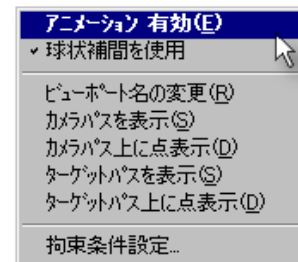 アニメーション 有効(E)
球状補間を使用
ビューポート名の変更(R)
カメラパスを表示(S)
カメラパス上に点表示(D)
ターゲットパスを表示(S)
ターゲットパス上に点表示(D)
拘束条件設定...